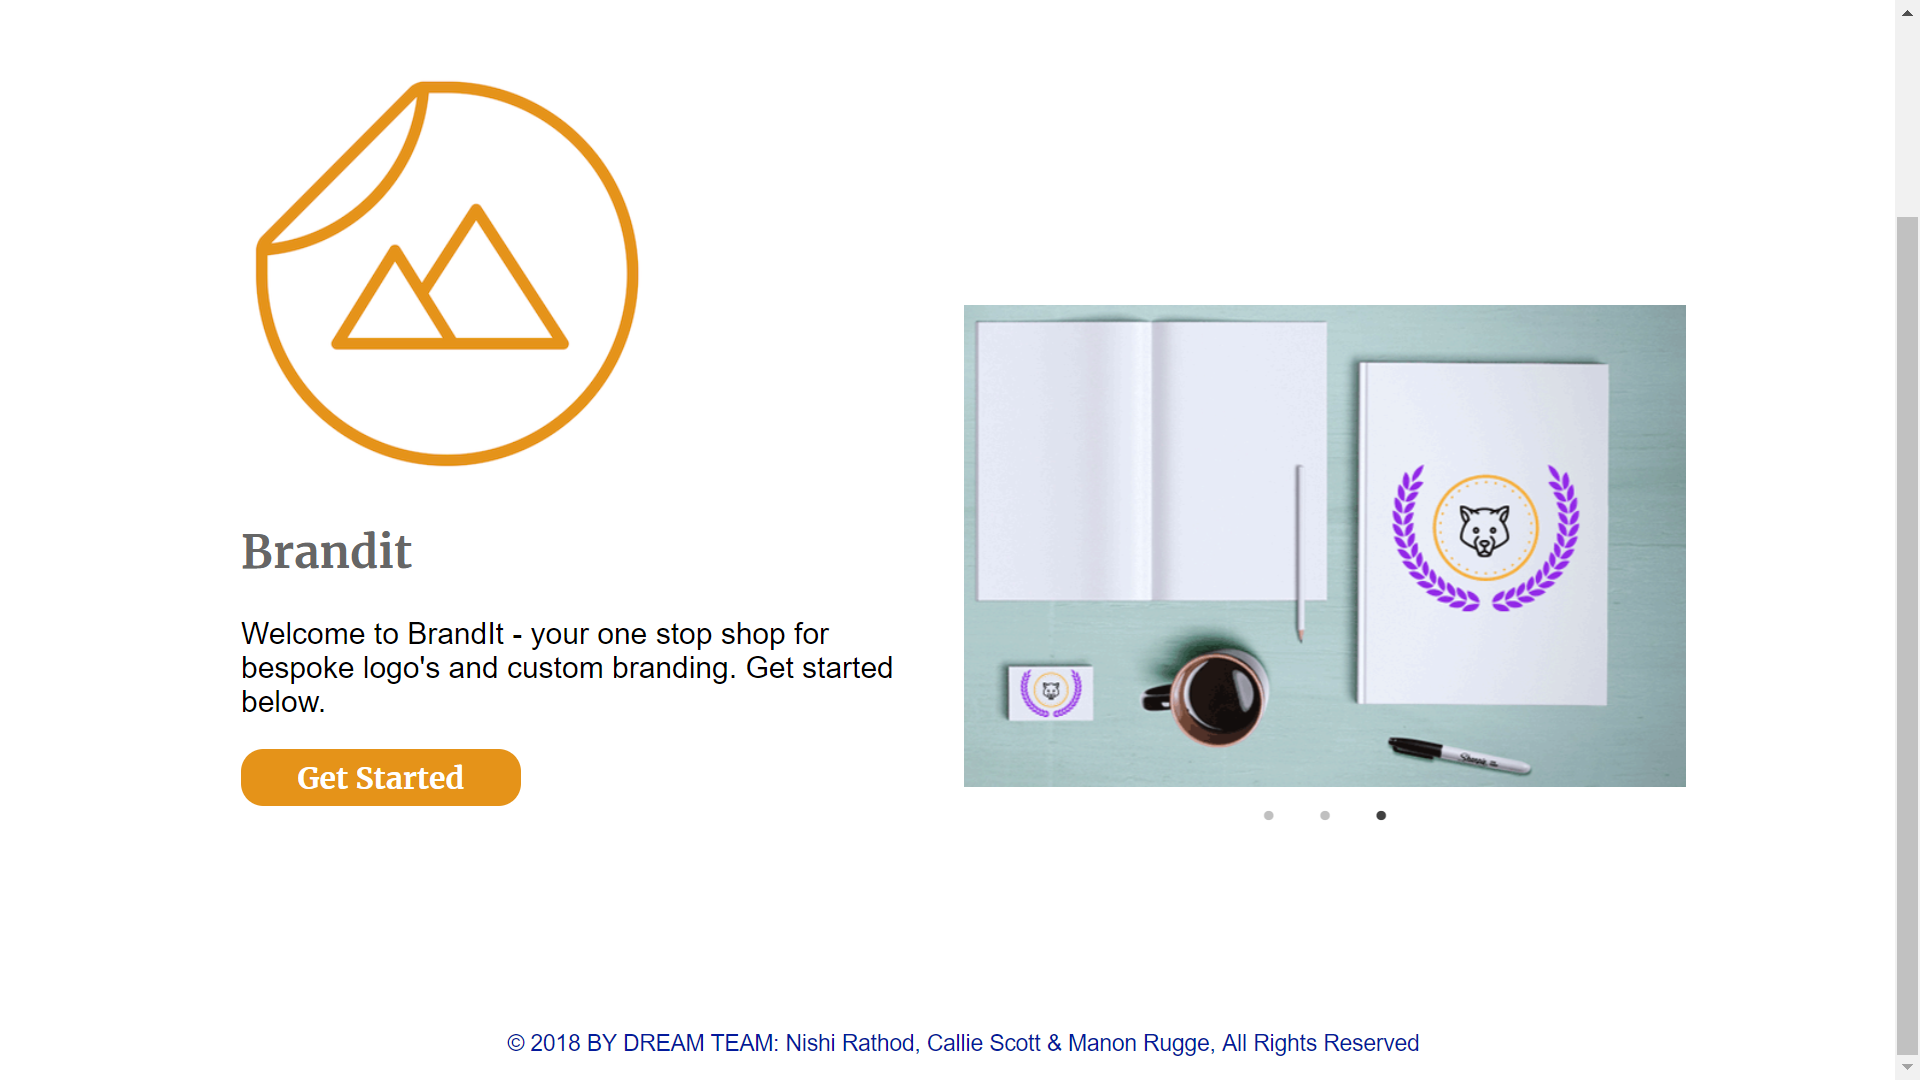 Brandit
Welcome to BrandIt - your one stop shop for
bespoke logo's and custom branding. Get started
below.
Get Started
Sharpie
© 2018 BY DREAM TEAM: Nishi Rathod, Callie Scott & Manon Rugge, All Rights Reserved